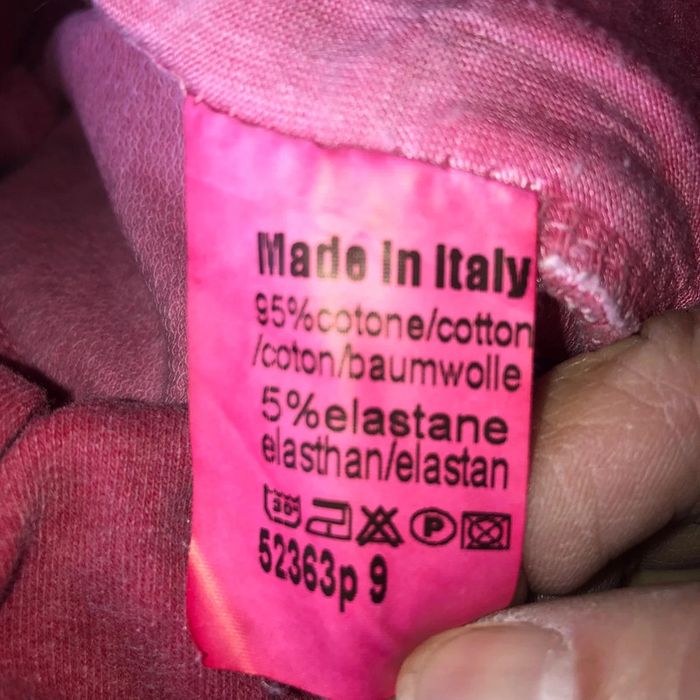 Made in Italy
95%cotone/cotton
/coton/baumwolle
5%elastane
elasthan/elastan
30 P
52363p 9